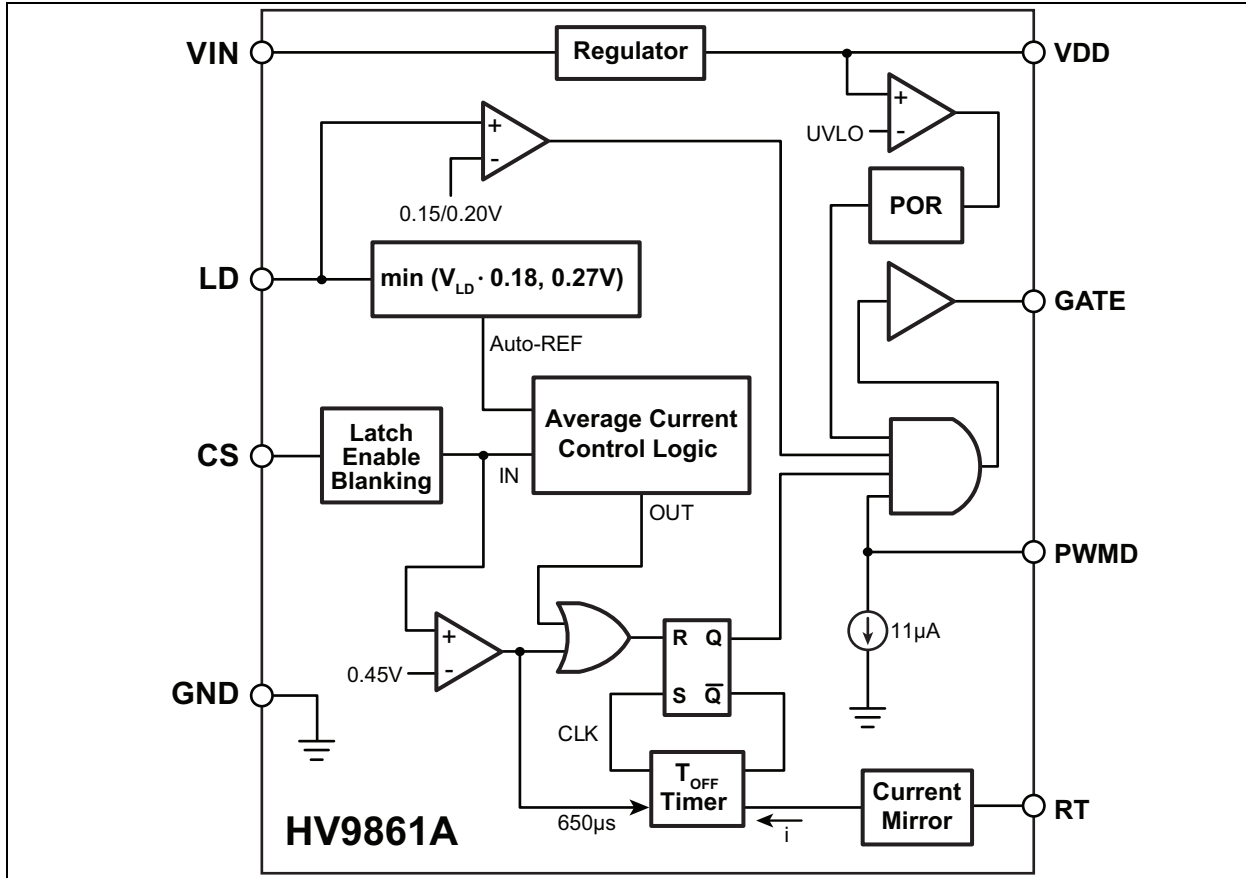 VIN
Regulator
VDD
+
-
UVLO
+
-
0.15/0.20V
POR
LD
min (V_LD · 0.18, 0.27V)
GATE
Auto-REF
Average Current
Control Logic
CS
Latch
Enable
Blanking
IN
OUT
PWMD
11µA
+
-
0.45V
R Q
S Q̅
GND
CLK
T_OFF
Timer
Current
Mirror
RT
650µs
i
HV9861A